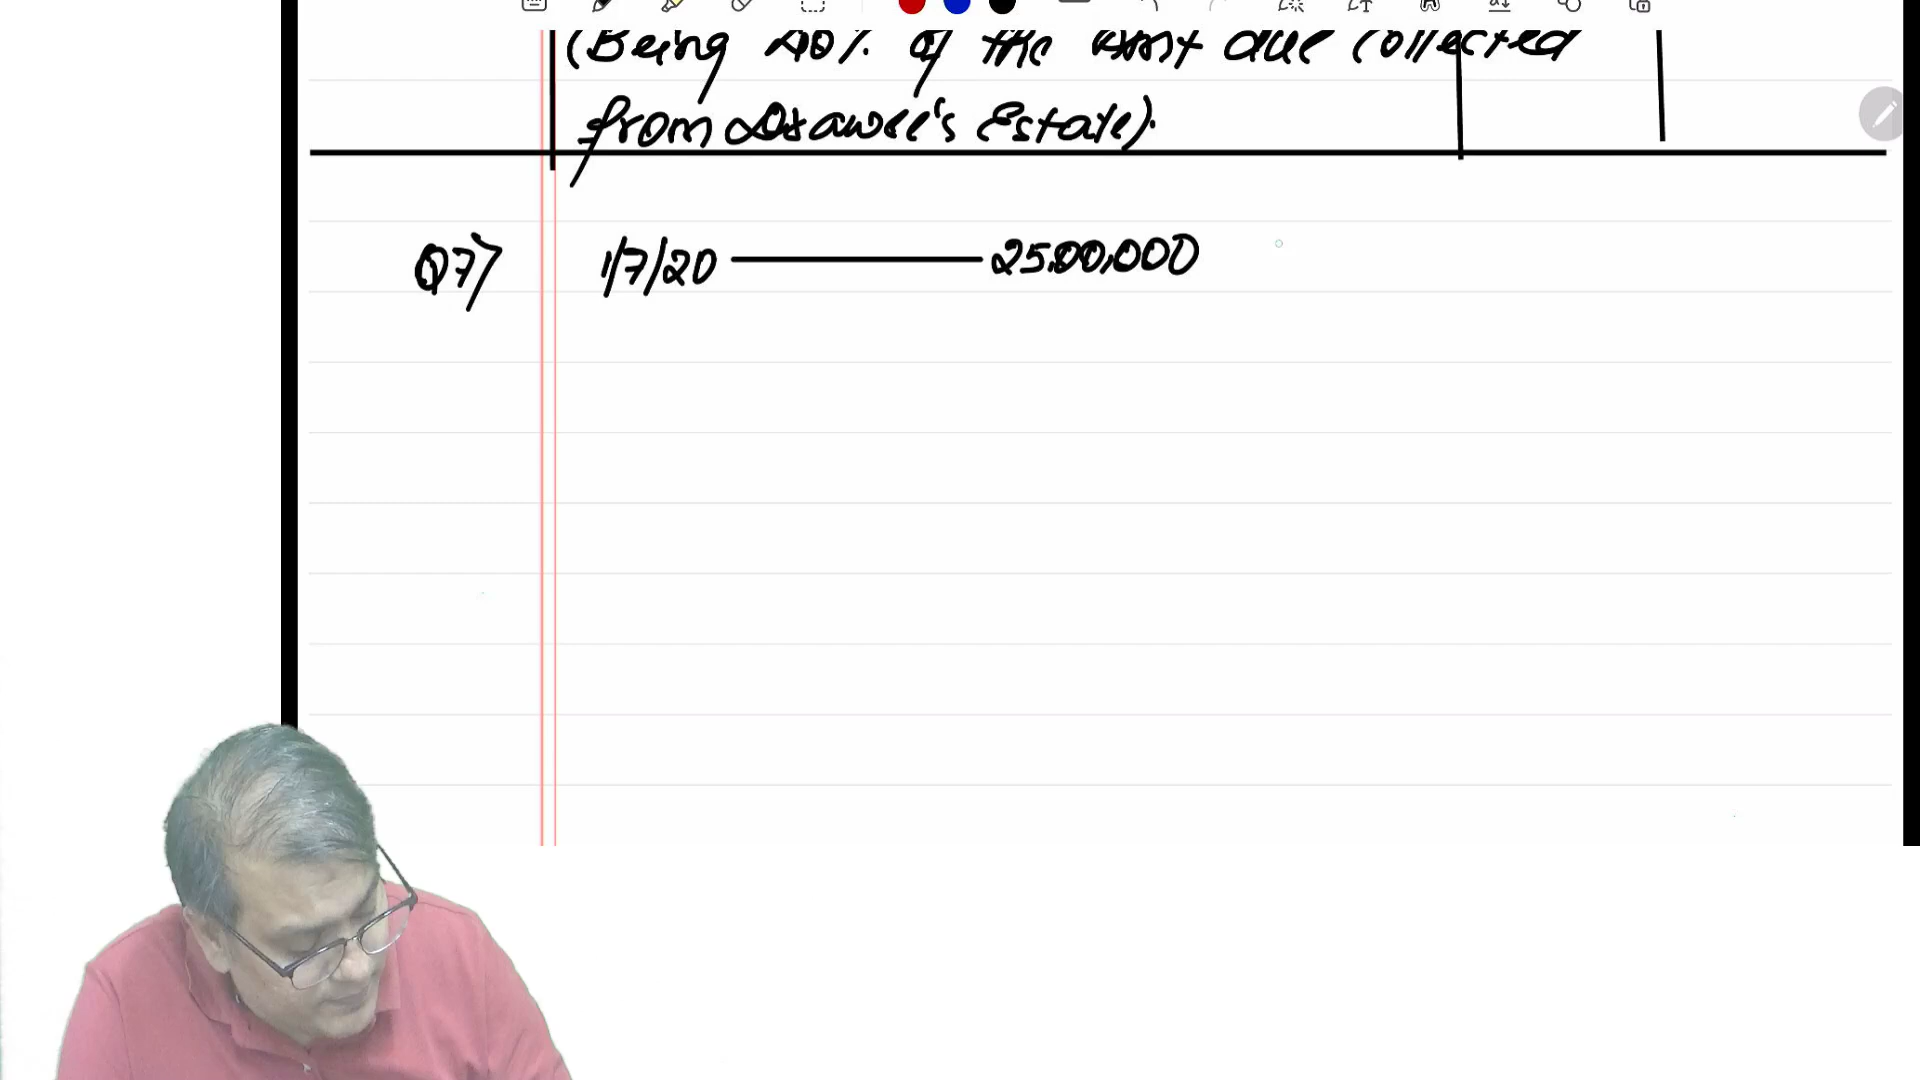 (Being 40% of the Amt due collected
from Drawee's Estate).
Q7) 1/7/20 — 25,00,000